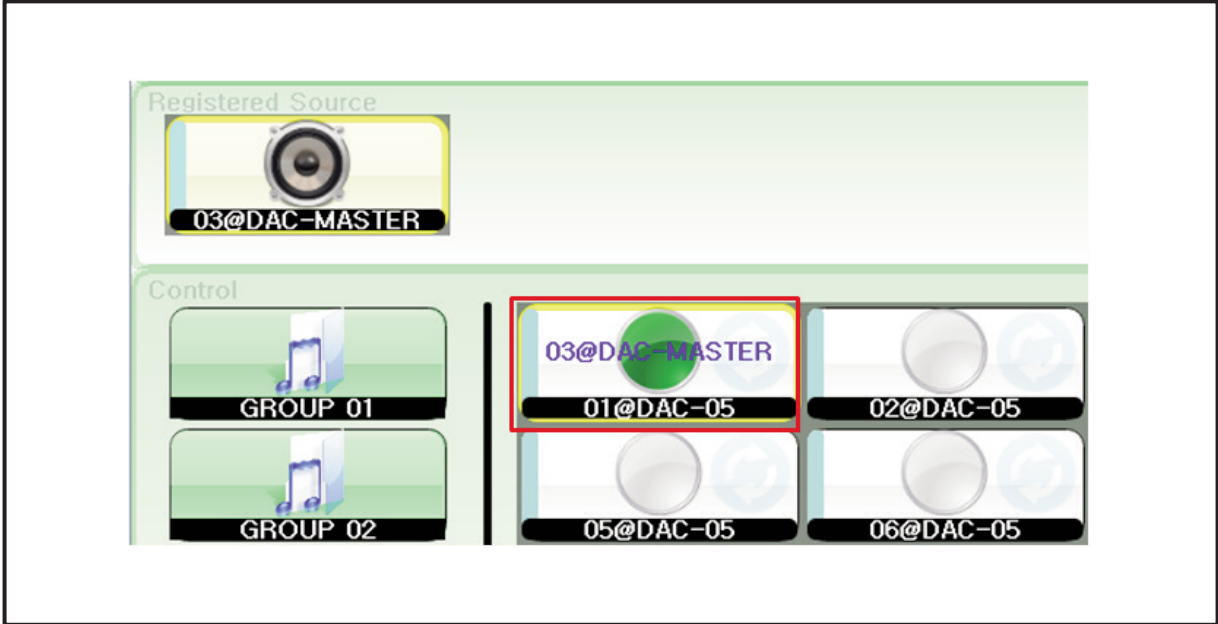 Registered Source
03@DAC-MASTER
Control
GROUP 01
03@DAC-MASTER
01@DAC-05
02@DAC-05
GROUP 02
05@DAC-05
06@DAC-05